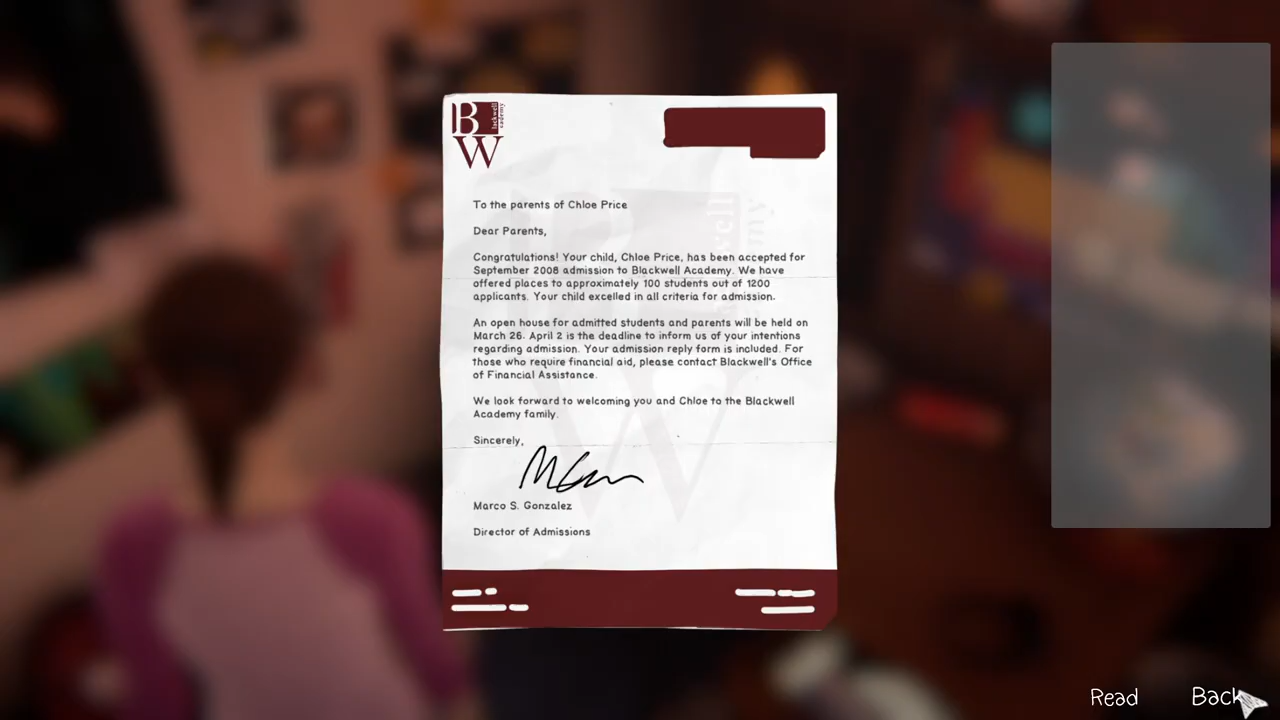 B
lackwell
cademy
W
To the parents of Chloe Price
Dear Parents,
Congratulations! Your child, Chloe Price, has been accepted for
September 2008 admission to Blackwell Academy. We have
offered places to approximately 100 students out of 1200
applicants. Your child excelled in all criteria for admission.
An open house for admitted students and parents will be held on
March 26. April 2 is the deadline to inform us of your intentions
regarding admission. Your admission reply form is included. For
those who require financial aid, please contact Blackwell's Office
of Financial Assistance.
We look forward to welcoming you and Chloe to the Blackwell
Academy family.
Sincerely,
Marco S. Gonzalez
Director of Admissions
Read Back